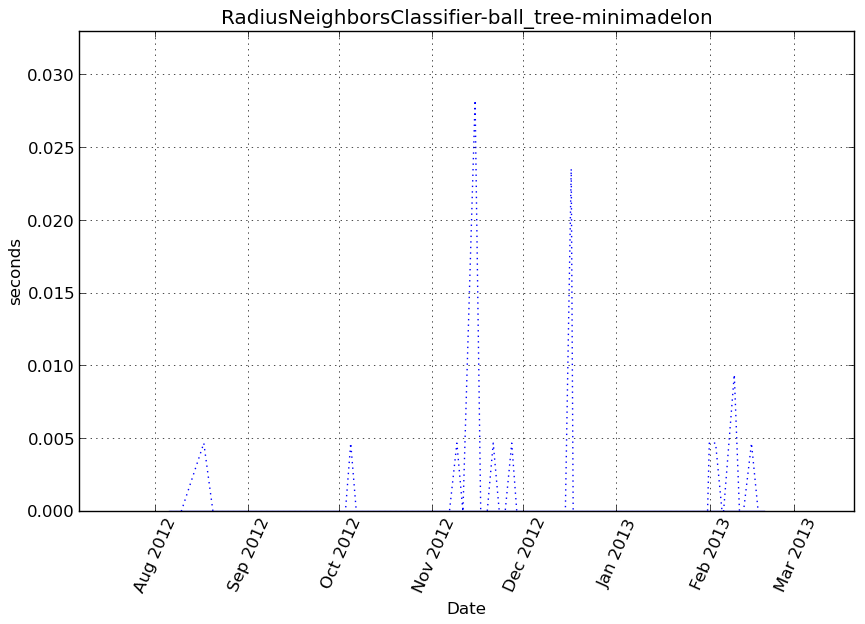 RadiusNeighborsClassifier-ball_tree-minimadelon
0.030
0.025
0.020
0.015
0.010
0.005
0.000
seconds
Aug 2012
Sep 2012
Oct 2012
Nov 2012
Dec 2012
Jan 2013
Feb 2013
Mar 2013
Date